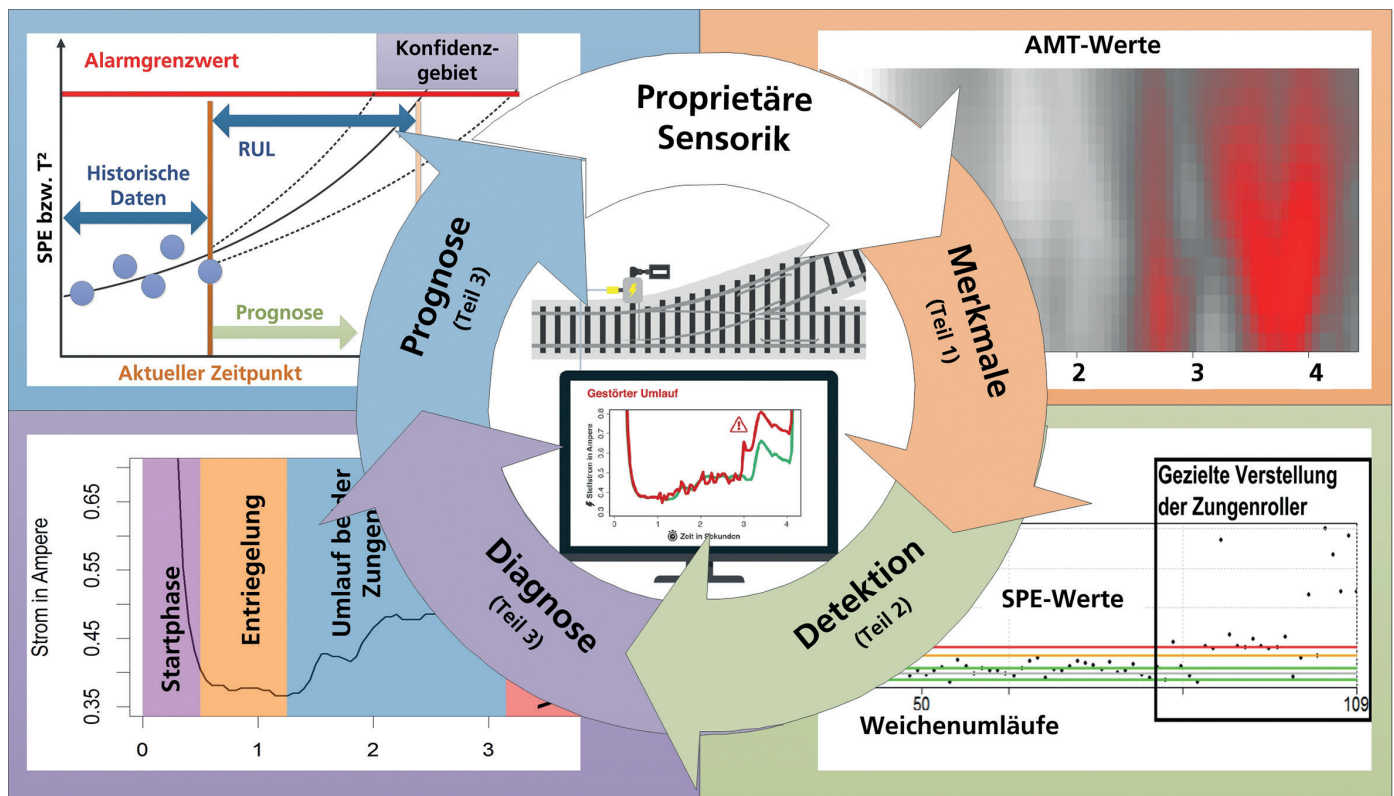 Alarmgrenzwert
Konfidenz-
gebiet
RUL
Historische
Daten
SPE bzw. T²
Prognose
Aktueller Zeitpunkt
Proprietäre
Sensorik
AMT-Werte
2
3
4
Merkmale
(Teil 1)
Prognose
(Teil 3)
Gestörter Umlauf
Stellstrom in Ampere
0.8
0.7
0.6
0.5
0.4
0.3
0
1
2
3
4
Zeit in Sekunden
Diagnose
(Teil 3)
Detektion
(Teil 2)
Strom in Ampere
0.65
0.55
0.45
0.35
Startphase
Entriegelung
Umlauf beider
Zungen
0
1
2
3
Gezielte Verstellung
der Zungenroller
SPE-Werte
50
109
Weichenumläufe